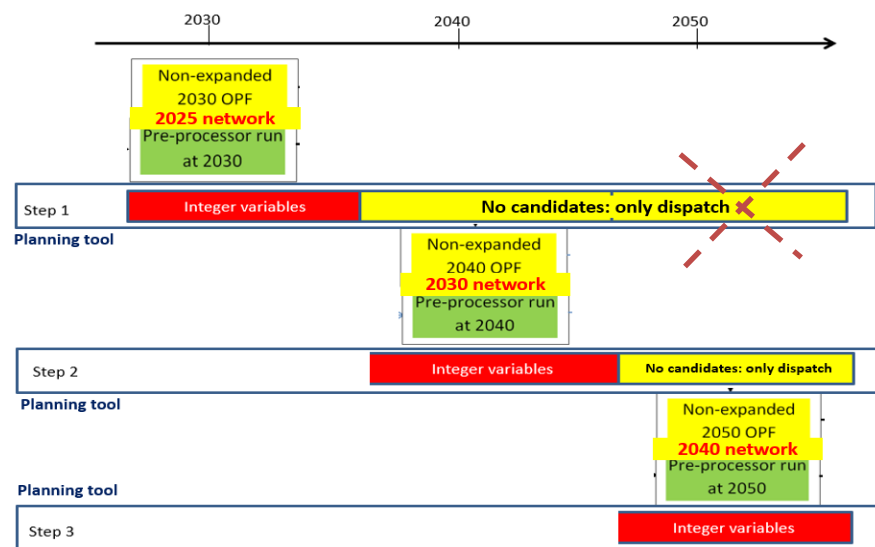 2030
2040
2050
Non-expanded
2030 OPF
2025 network
Pre-processor run
at 2030
Step 1
Integer variables
No candidates: only dispatch
Planning tool
Non-expanded
2040 OPF
2030 network
Pre-processor run
at 2040
Step 2
Integer variables
No candidates: only dispatch
Planning tool
Non-expanded
2050 OPF
2040 network
Pre-processor run
at 2050
Planning tool
Step 3
Integer variables